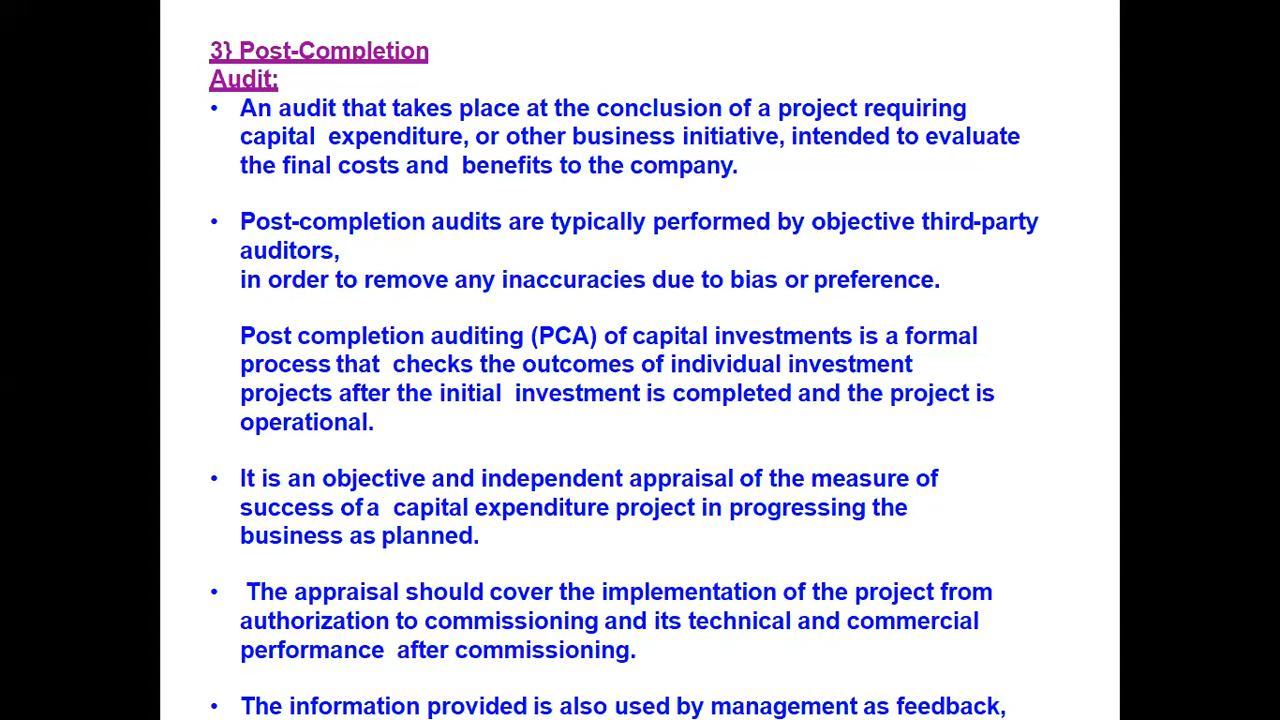 3} Post-Completion
Audit:
• An audit that takes place at the conclusion of a project requiring
capital expenditure, or other business initiative, intended to evaluate
the final costs and benefits to the company.
• Post-completion audits are typically performed by objective third-party
auditors,
in order to remove any inaccuracies due to bias or preference.
Post completion auditing (PCA) of capital investments is a formal
process that checks the outcomes of individual investment
projects after the initial investment is completed and the project is
operational.
• It is an objective and independent appraisal of the measure of
success of a capital expenditure project in progressing the
business as planned.
• The appraisal should cover the implementation of the project from
authorization to commissioning and its technical and commercial
performance after commissioning.
• The information provided is also used by management as feedback,